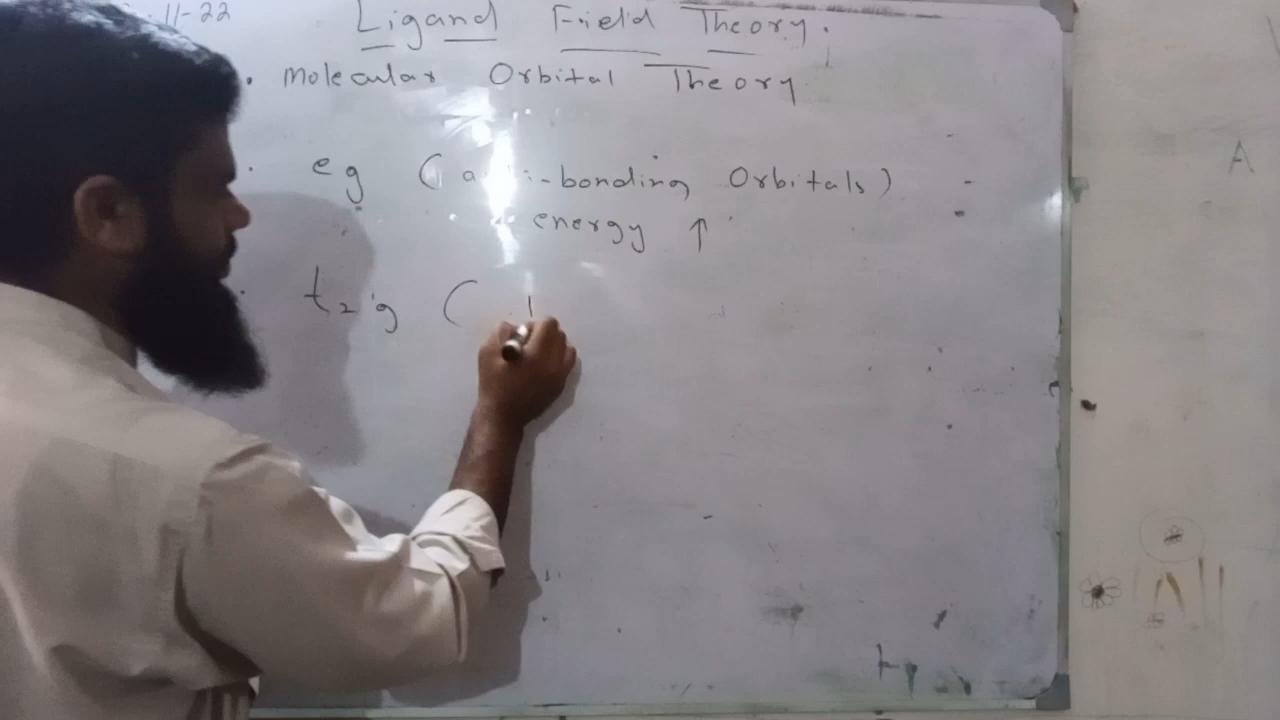 11-22
Ligand Field Theory.
• Molecular Orbital Theory
• eg (anti-bonding Orbitals)
energy ↑
• t2g (
A